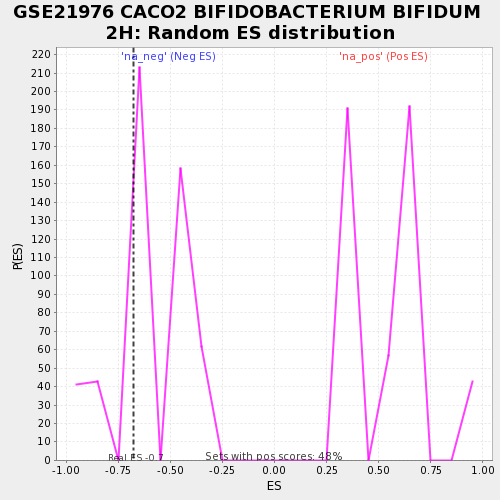 GSE21976 CACO2 BIFIDOBACTERIUM BIFIDUM
2H: Random ES distribution
'na_neg' (Neg ES)
'na_pos' (Pos ES)
220
210
200
190
180
170
160
150
140
130
120
110
100
90
80
70
60
50
40
30
20
10
0
P(ES)
Real ES -0.7
Sets with pos scores: 48%
-1.00 -0.75 -0.50 -0.25 0.00 0.25 0.50 0.75 1.00
ES